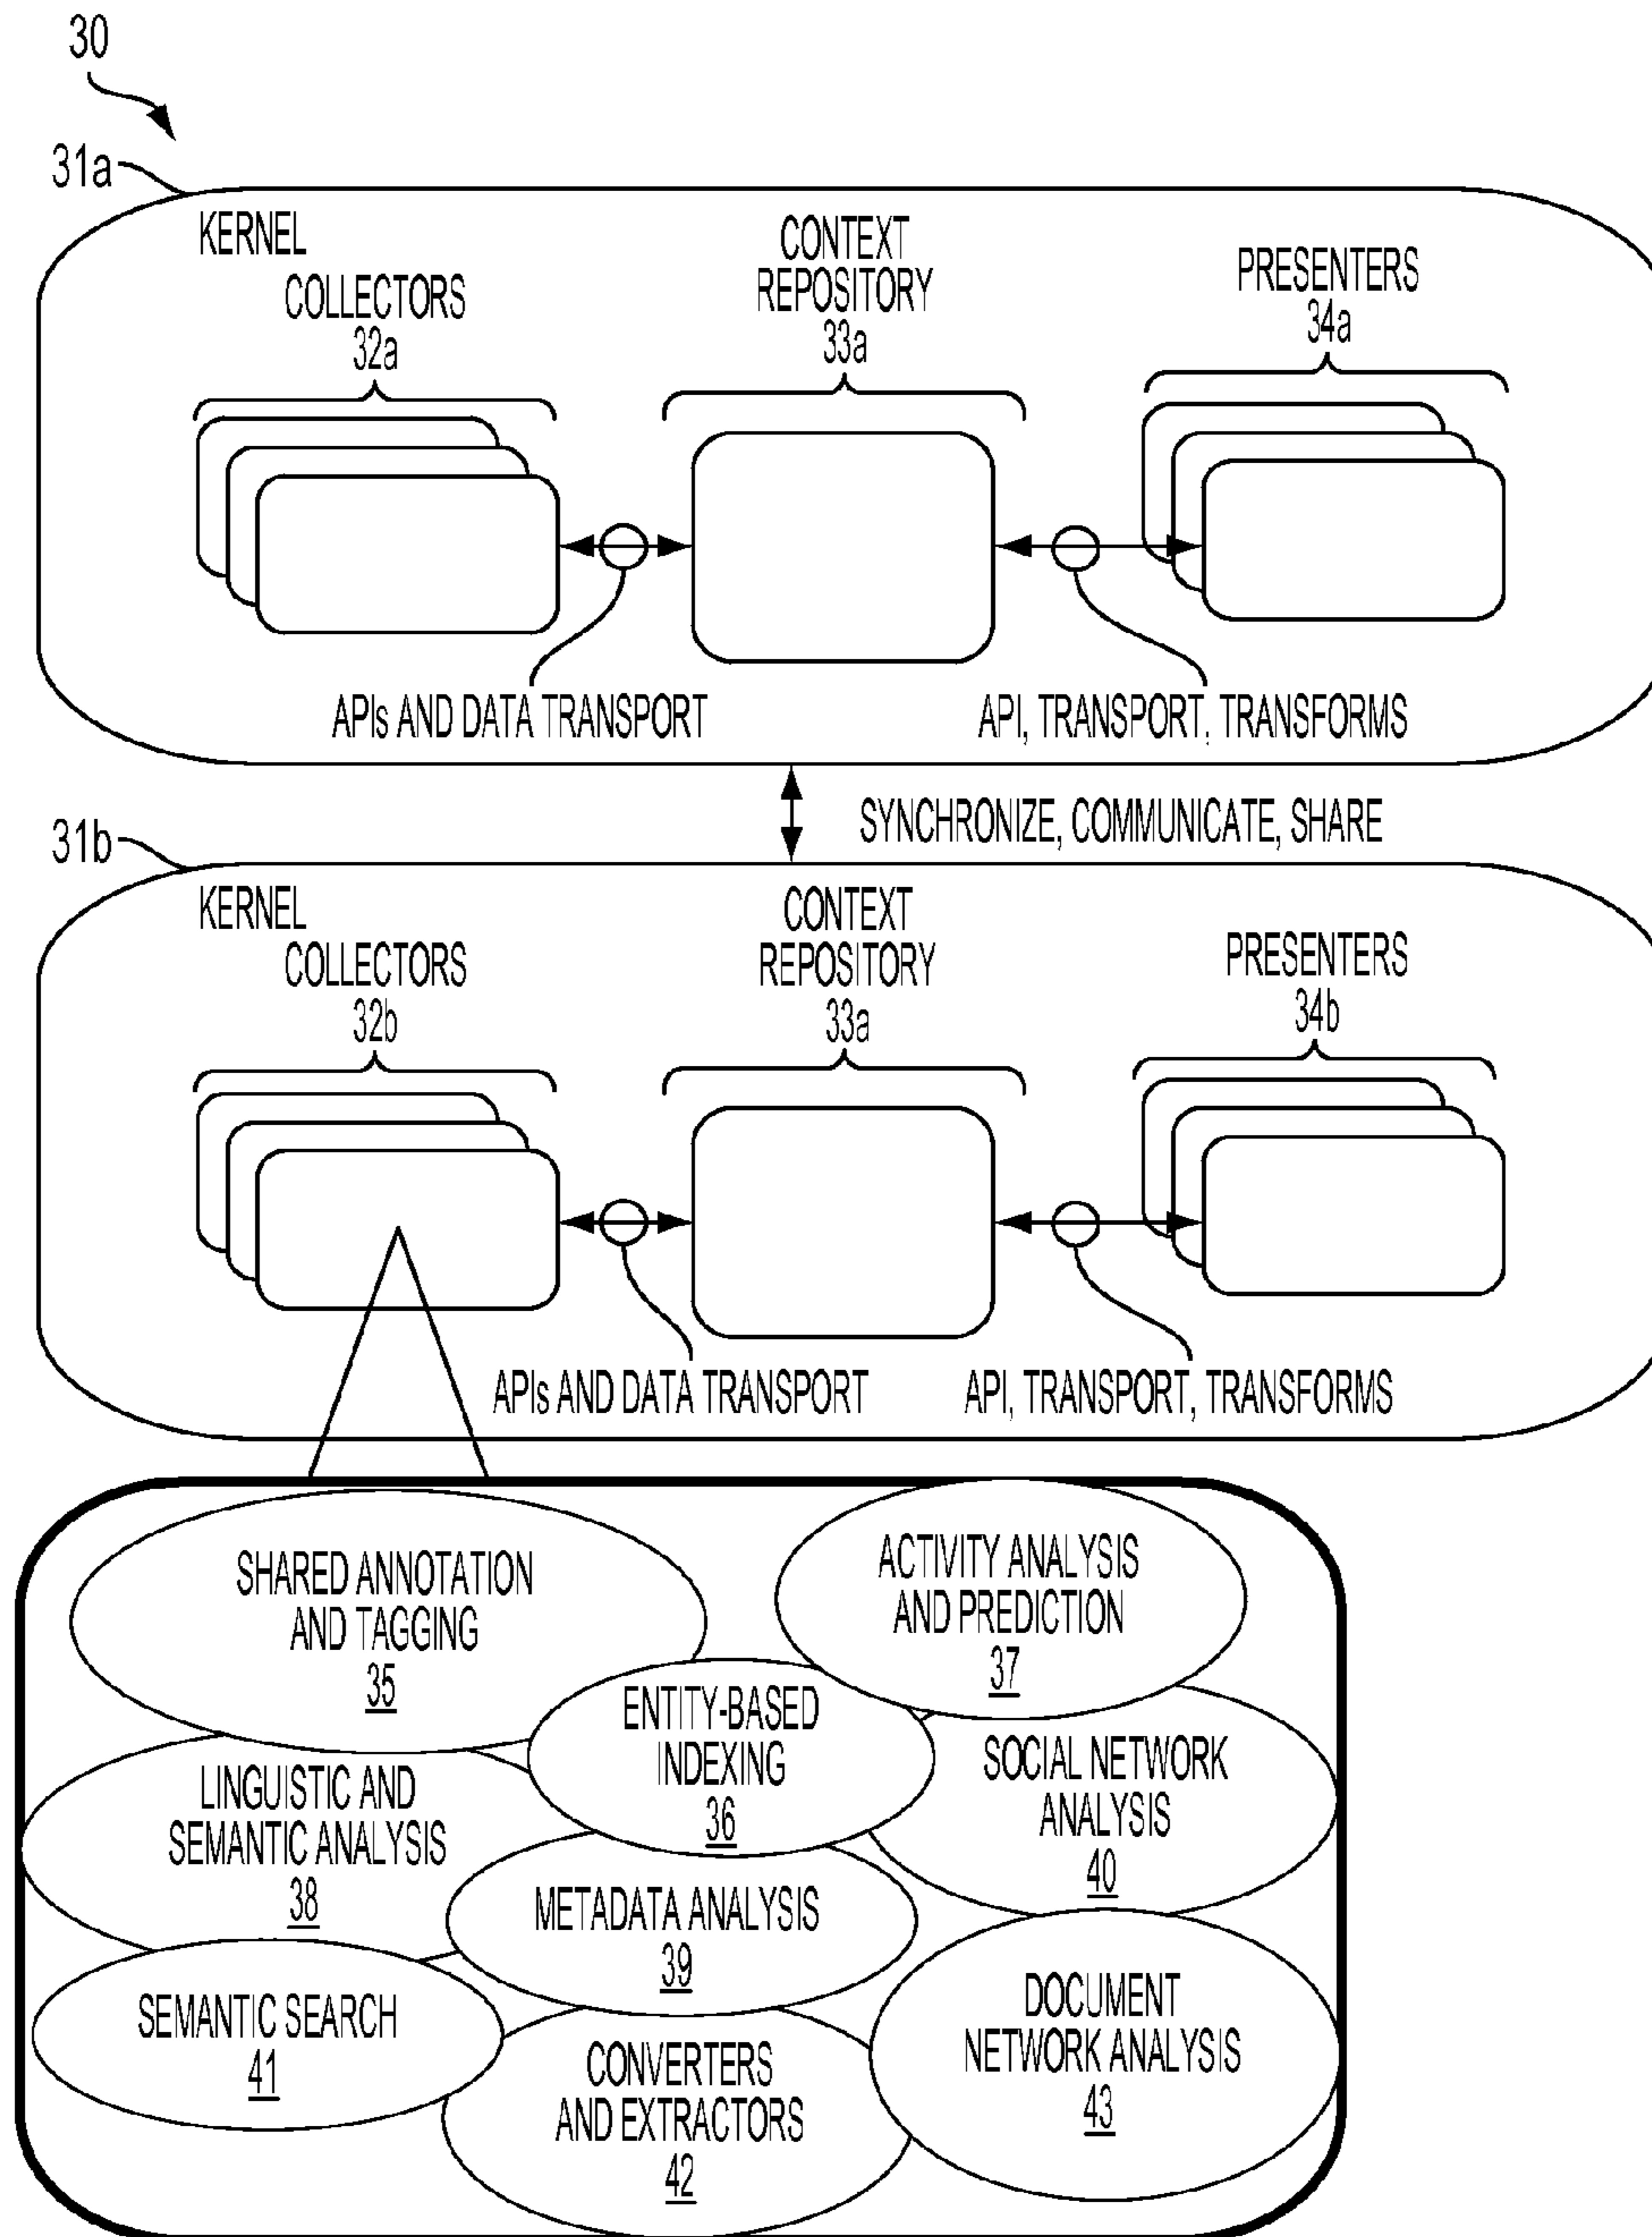 30
31a
KERNEL
COLLECTORS
32a
CONTEXT
REPOSITORY
33a
PRESENTERS
34a
APIs AND DATA TRANSPORT
API, TRANSPORT, TRANSFORMS
SYNCHRONIZE, COMMUNICATE, SHARE
31b
KERNEL
COLLECTORS
32b
CONTEXT
REPOSITORY
33a
PRESENTERS
34b
APIs AND DATA TRANSPORT
API, TRANSPORT, TRANSFORMS
SHARED ANNOTATION
AND TAGGING
35
ACTIVITY ANALYSIS
AND PREDICTION
37
ENTITY-BASED
INDEXING
36
LINGUISTIC AND
SEMANTIC ANALYSIS
38
SOCIAL NETWORK
ANALYSIS
40
METADATA ANALYSIS
39
SEMANTIC SEARCH
41
CONVERTERS
AND EXTRACTORS
42
DOCUMENT
NETWORK ANALYSIS
43